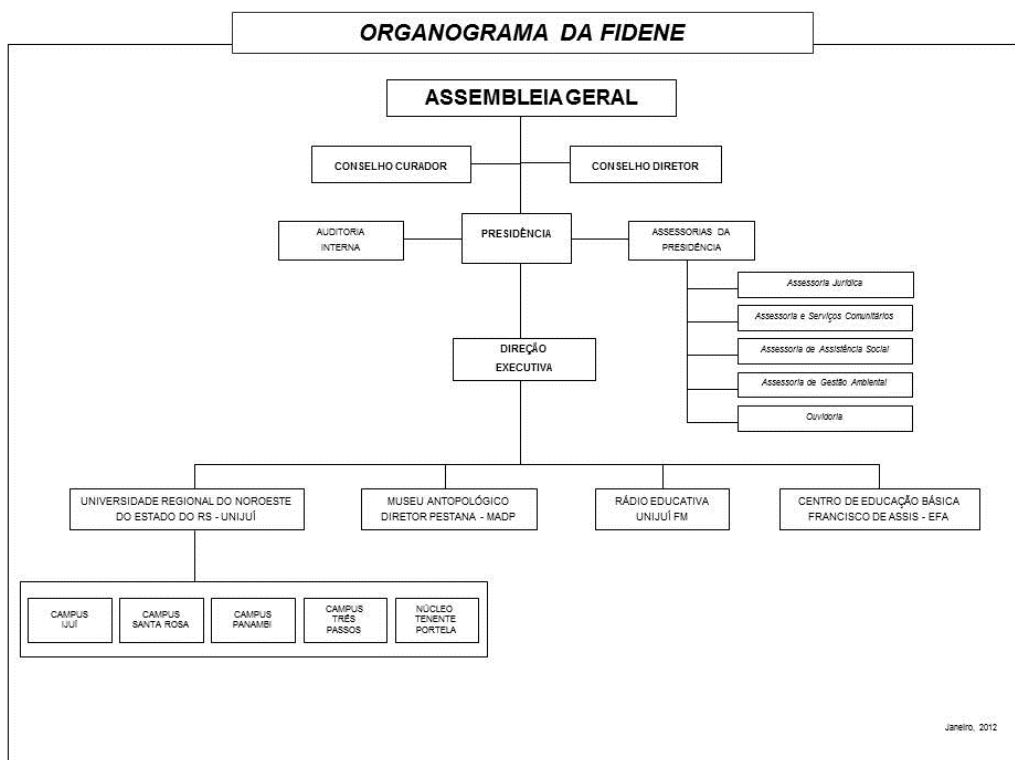 ORGANOGRAMA DA FIDENE
ASSEMBLEIA GERAL
CONSELHO CURADOR
CONSELHO DIRETOR
AUDITORIA
INTERNA
PRESIDÊNCIA
ASSESSORIAS DA
PRESIDÊNCIA
Assessoria Jurídica
Assessoria e Serviços Comunitários
Assessoria de Assistência Social
Assessoria de Gestão Ambiental
Ouvidoria
DIREÇÃO
EXECUTIVA
UNIVERSIDADE REGIONAL DO NOROESTE
DO ESTADO DO RS - UNIJUÍ
MUSEU ANTOPOLÓGICO
DIRETOR PESTANA - MADP
RÁDIO EDUCATIVA
UNIJUÍ FM
CENTRO DE EDUCAÇÃO BÁSICA
FRANCISCO DE ASSIS - EFA
CAMPUS
IJUÍ
CAMPUS
SANTA ROSA
CAMPUS
PANAMBI
CAMPUS
TRÊS
PASSOS
NÚCLEO
TENENTE
PORTELA
Janeiro, 2012